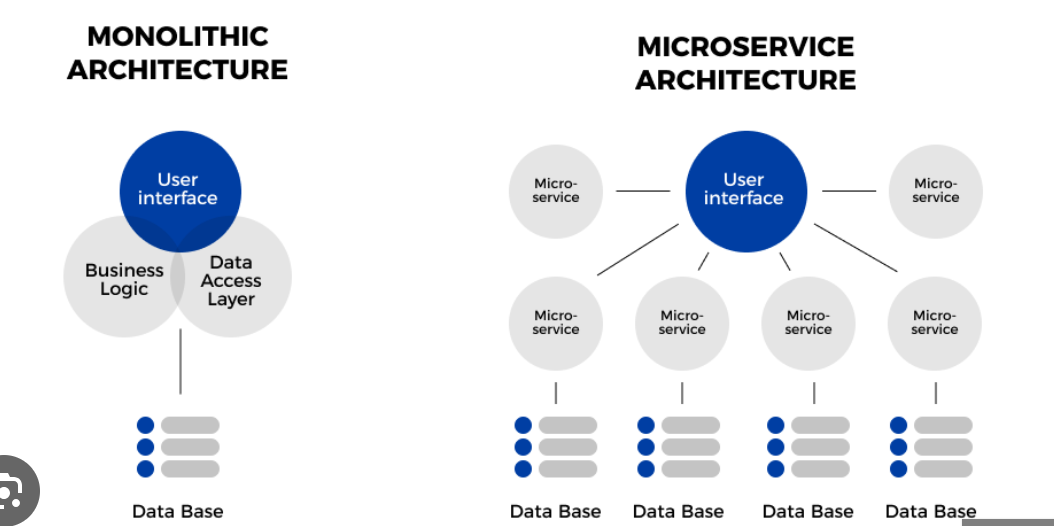 MONOLITHIC
ARCHITECTURE
User
interface
Business
Logic
Data
Access
Layer
Data Base
MICROSERVICE
ARCHITECTURE
Micro-
service
User
interface
Micro-
service
Micro-
service
Micro-
service
Micro-
service
Micro-
service
Data Base
Data Base
Data Base
Data Base